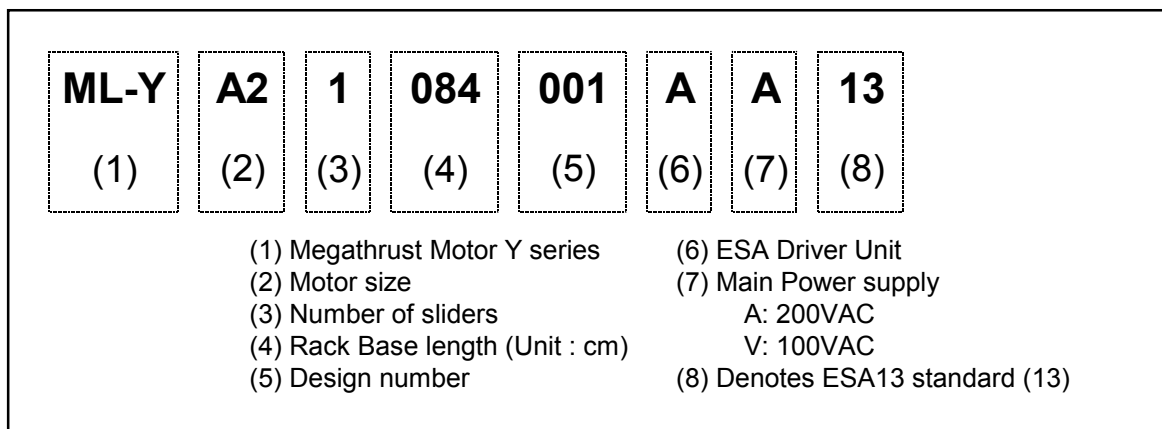 ML-Y A2 1 084 001 A A 13
(1) (2) (3) (4) (5) (6) (7) (8)
(1) Megathrust Motor Y series
(2) Motor size
(3) Number of sliders
(4) Rack Base length (Unit : cm)
(5) Design number
(6) ESA Driver Unit
(7) Main Power supply
A: 200VAC
V: 100VAC
(8) Denotes ESA13 standard (13)